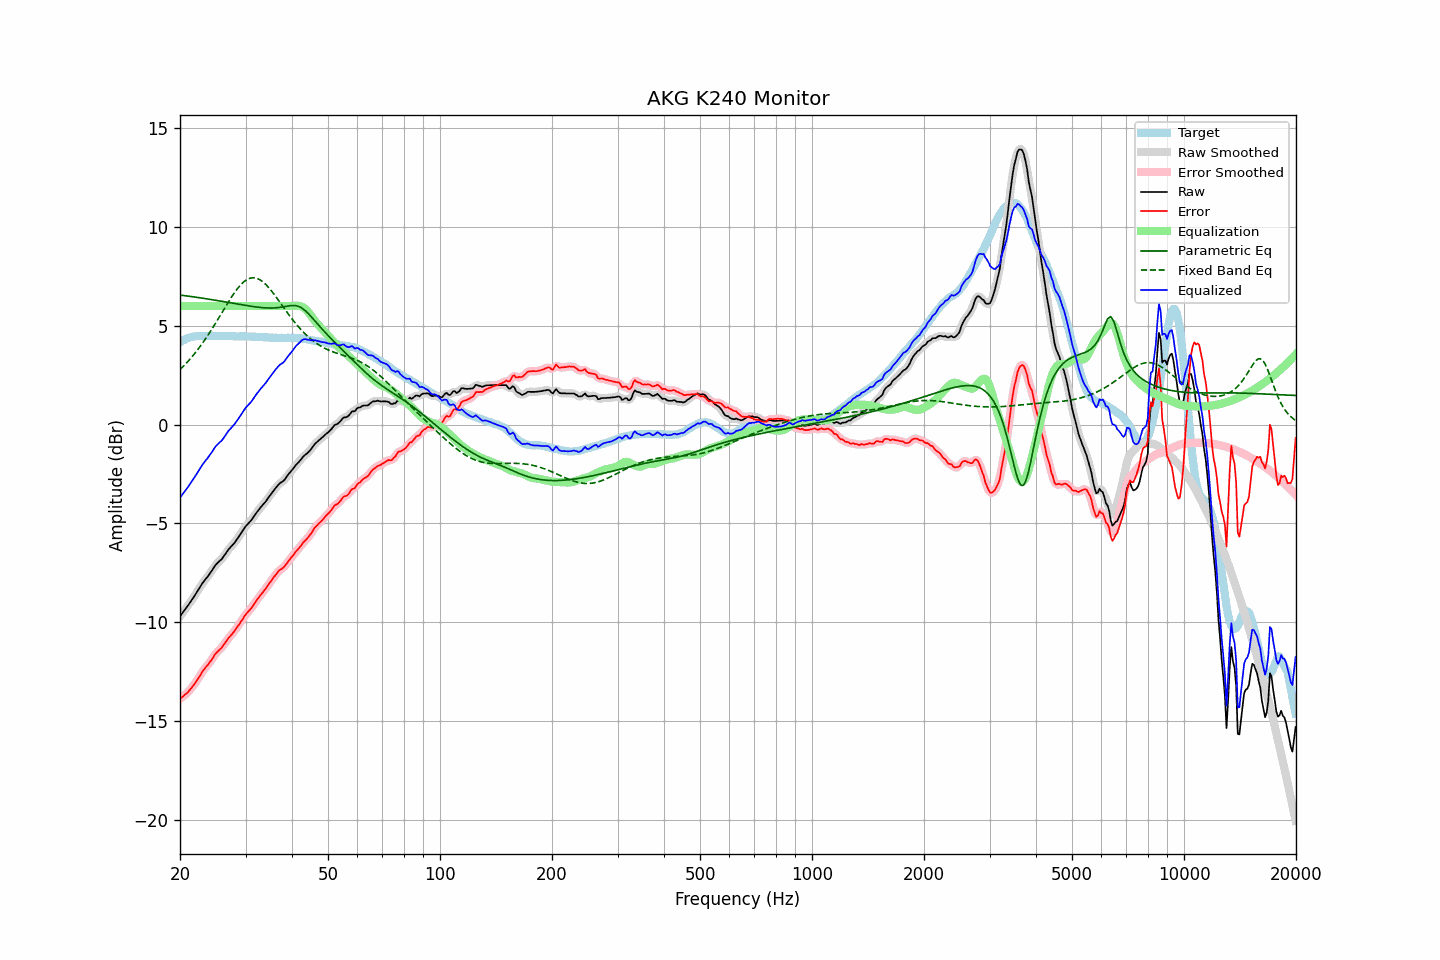 AKG K240 Monitor
Target
Raw Smoothed
Error Smoothed
Raw
Error
Equalization
Parametric Eq
Fixed Band Eq
Equalized
15
10
5
0
−5
−10
−15
−20
Amplitude (dBr)
20 50 100 200 500 1000 2000 5000 10000 20000
Frequency (Hz)